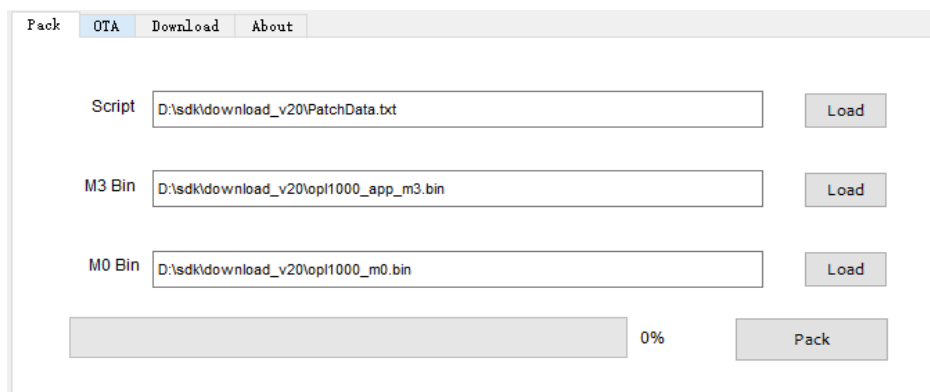 Pack OTA Download About
Script D:\sdk\download_v20\PatchData.txt Load
M3 Bin D:\sdk\download_v20\opl1000_app_m3.bin Load
M0 Bin D:\sdk\download_v20\opl1000_m0.bin Load
0% Pack